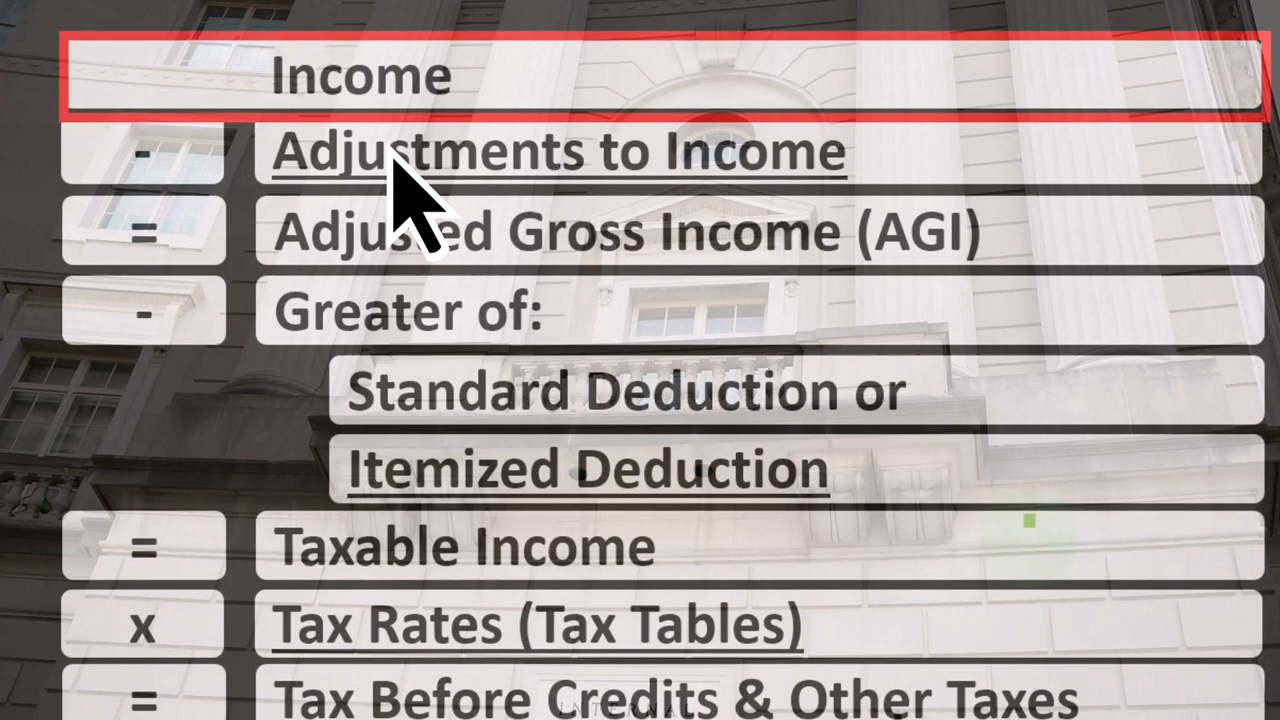 Income
- Adjustments to Income
= Adjusted Gross Income (AGI)
- Greater of:
Standard Deduction or
Itemized Deduction
= Taxable Income
x Tax Rates (Tax Tables)
= Tax Before Credits & Other Taxes
INTERNAL